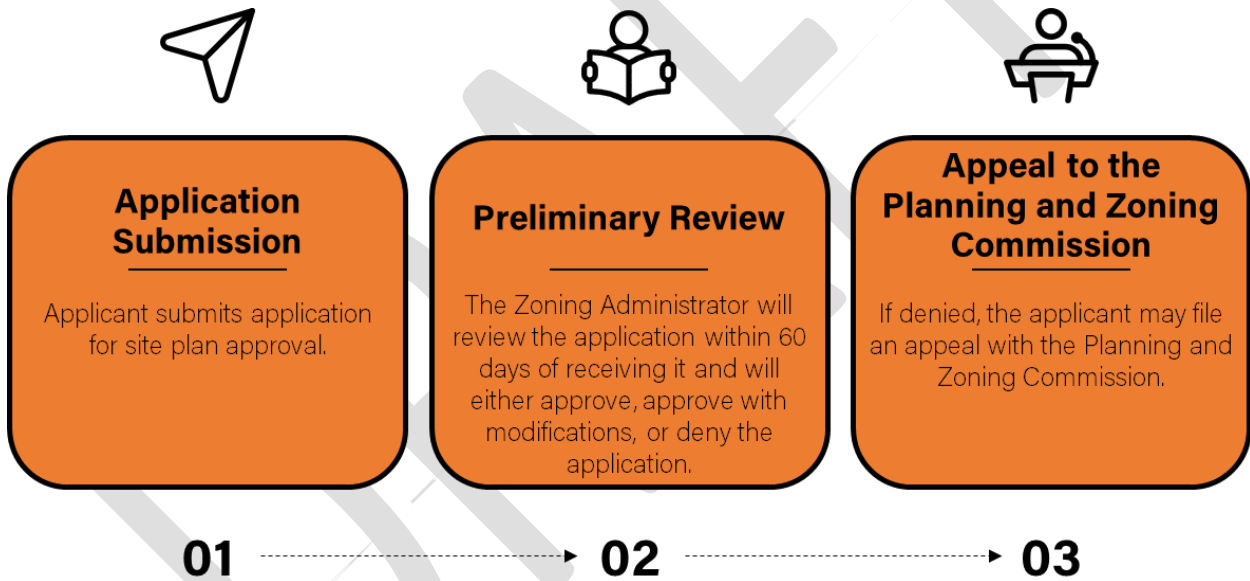 Application
Submission
Applicant submits application
for site plan approval.
Preliminary Review
The Zoning Administrator will
review the application within 60
days of receiving it and will
either approve, approve with
modifications, or deny the
application.
Appeal to the
Planning and Zoning
Commission
If denied, the applicant may file
an appeal with the Planning and
Zoning Commission.
01
02
03